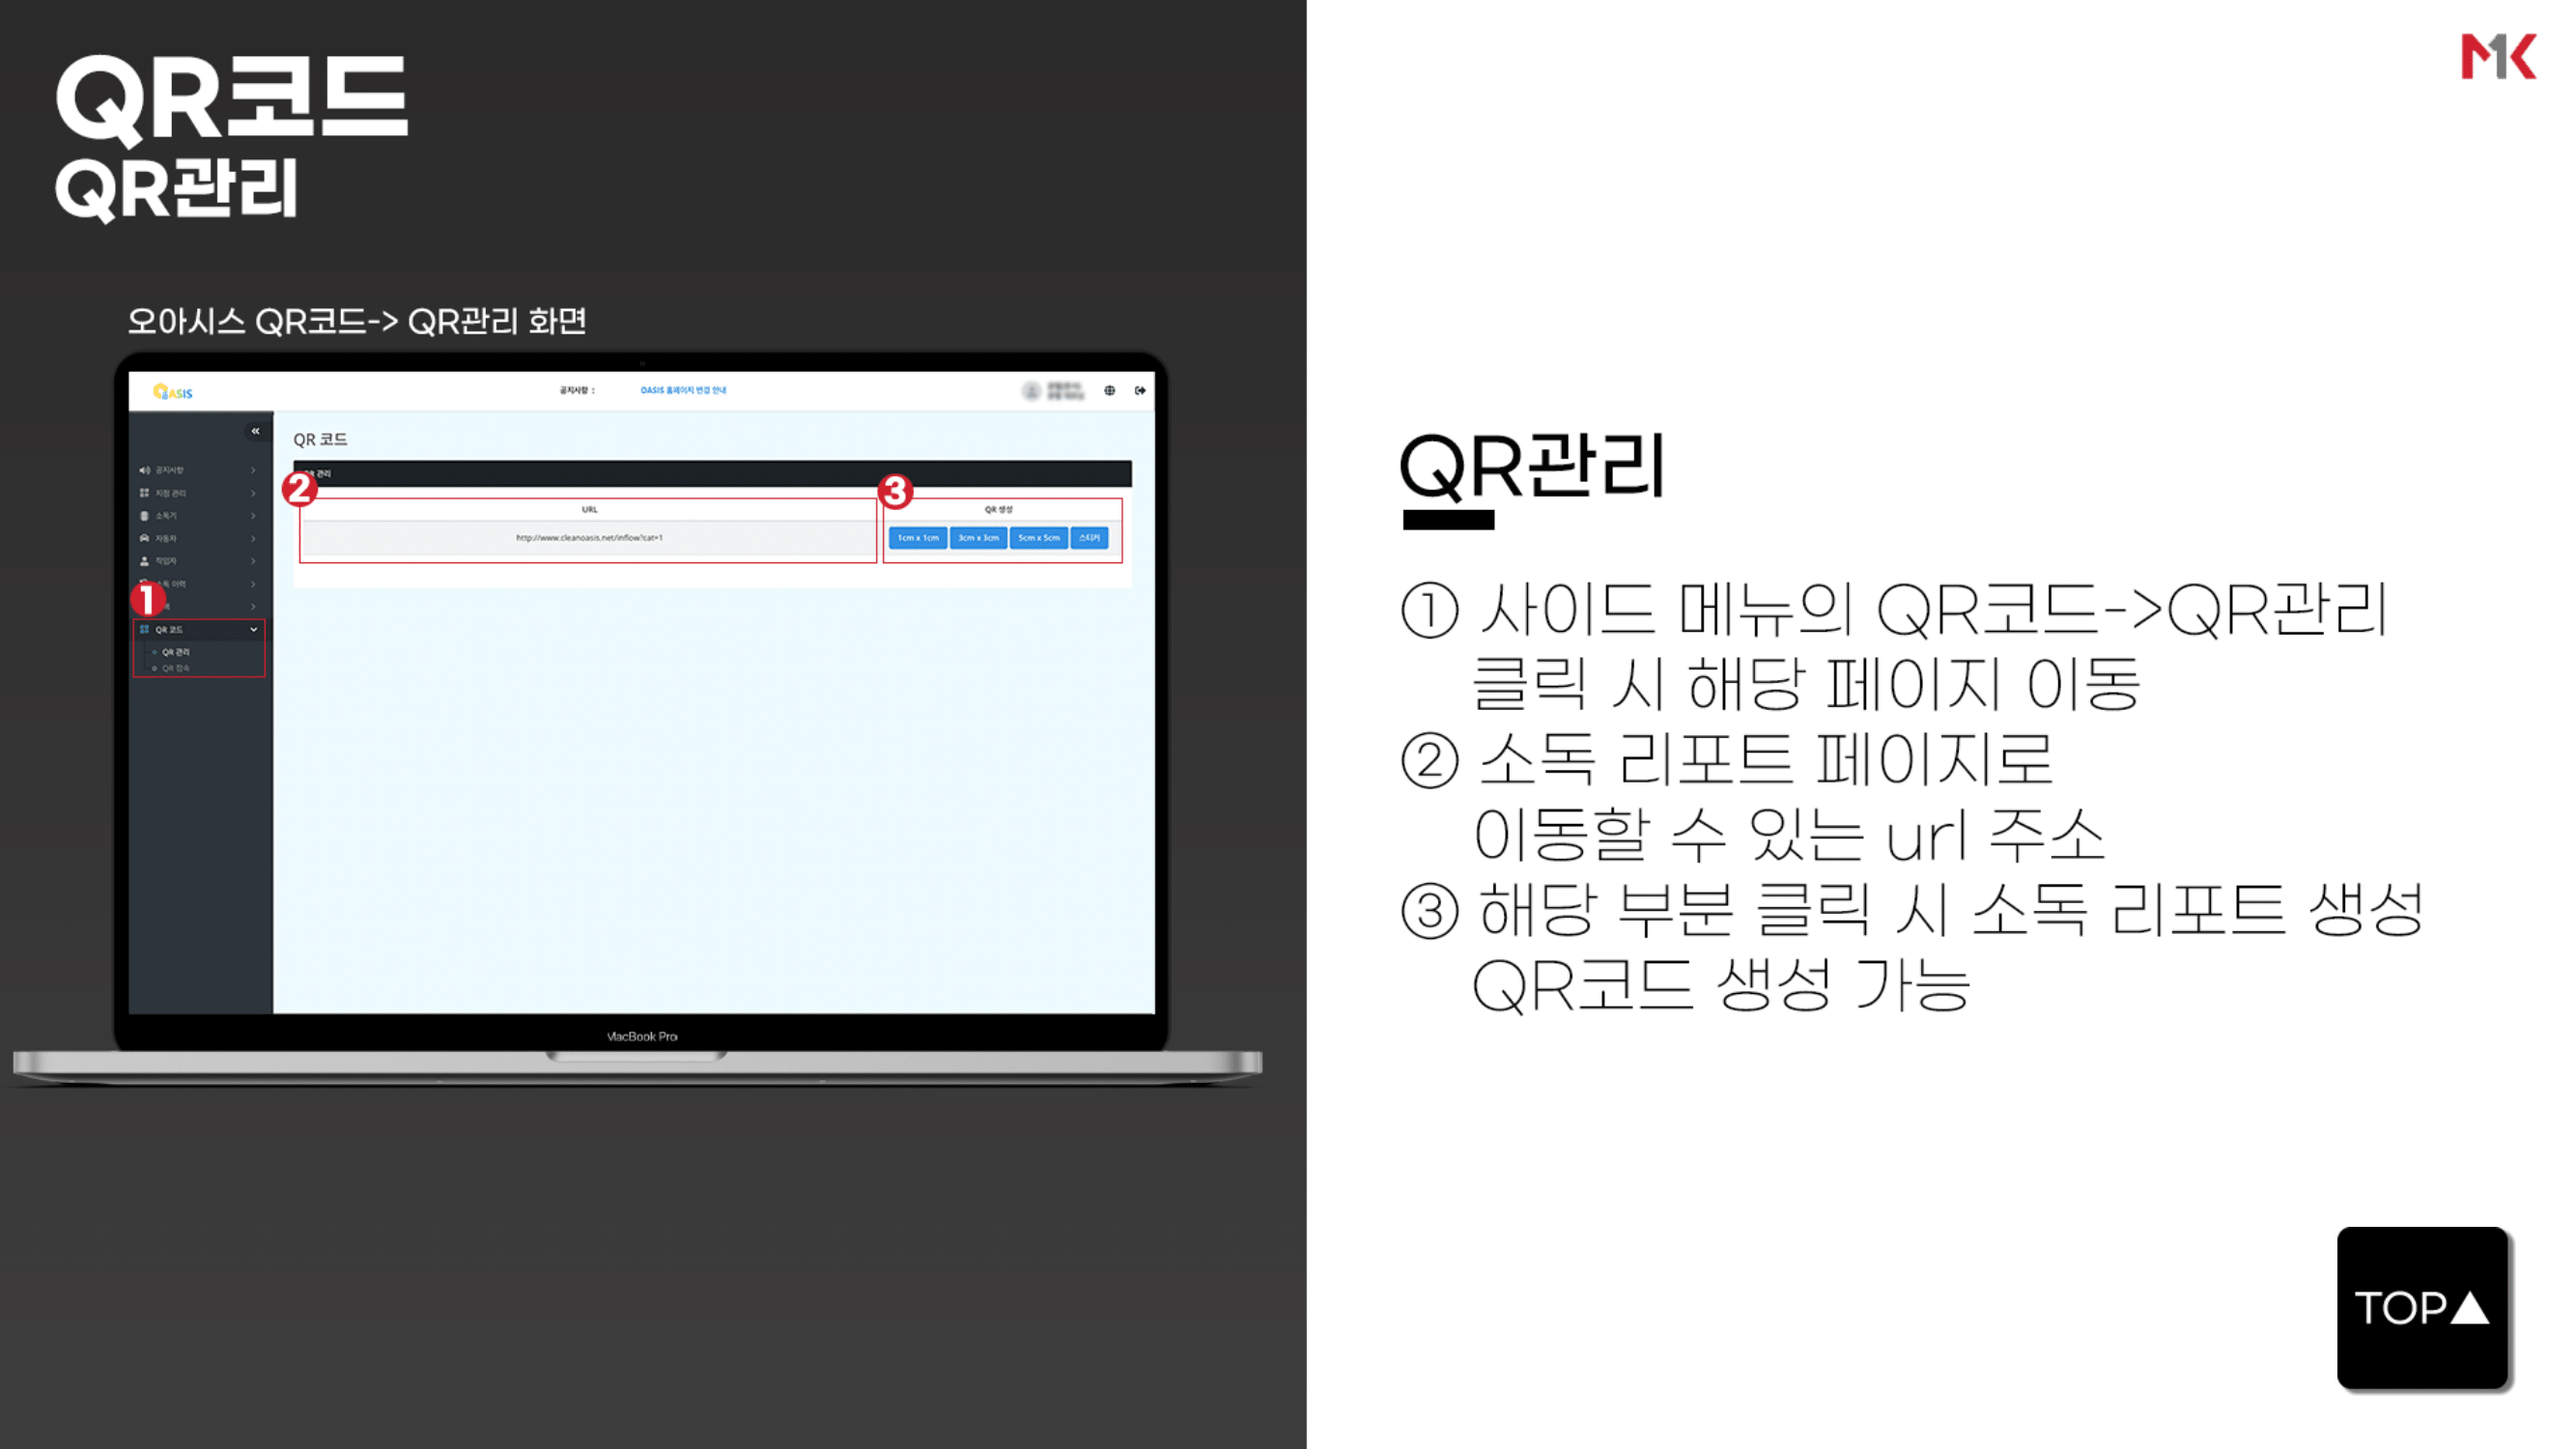 QR코드
QR관리
오아시스 QR코드-> QR관리 화면
OASIS
공지사항 :
OASIS 홈페이지 변경 안내
QR 코드
관리
공지사항
지점 관리
소독기
자동차
작업자
소독 이력
QR 코드
QR 관리
QR 접속
2
3
1
URL
QR 생성
http://www.cleanoasis.net/inflow?cat=1
1cm x 1cm
3cm x 3cm
5cm x 5cm
스티커
MacBook Pro
MK
QR관리
① 사이드 메뉴의 QR코드->QR관리
클릭 시 해당 페이지 이동
② 소독 리포트 페이지로
이동할 수 있는 url 주소
③ 해당 부분 클릭 시 소독 리포트 생성
QR코드 생성 가능
TOP▲